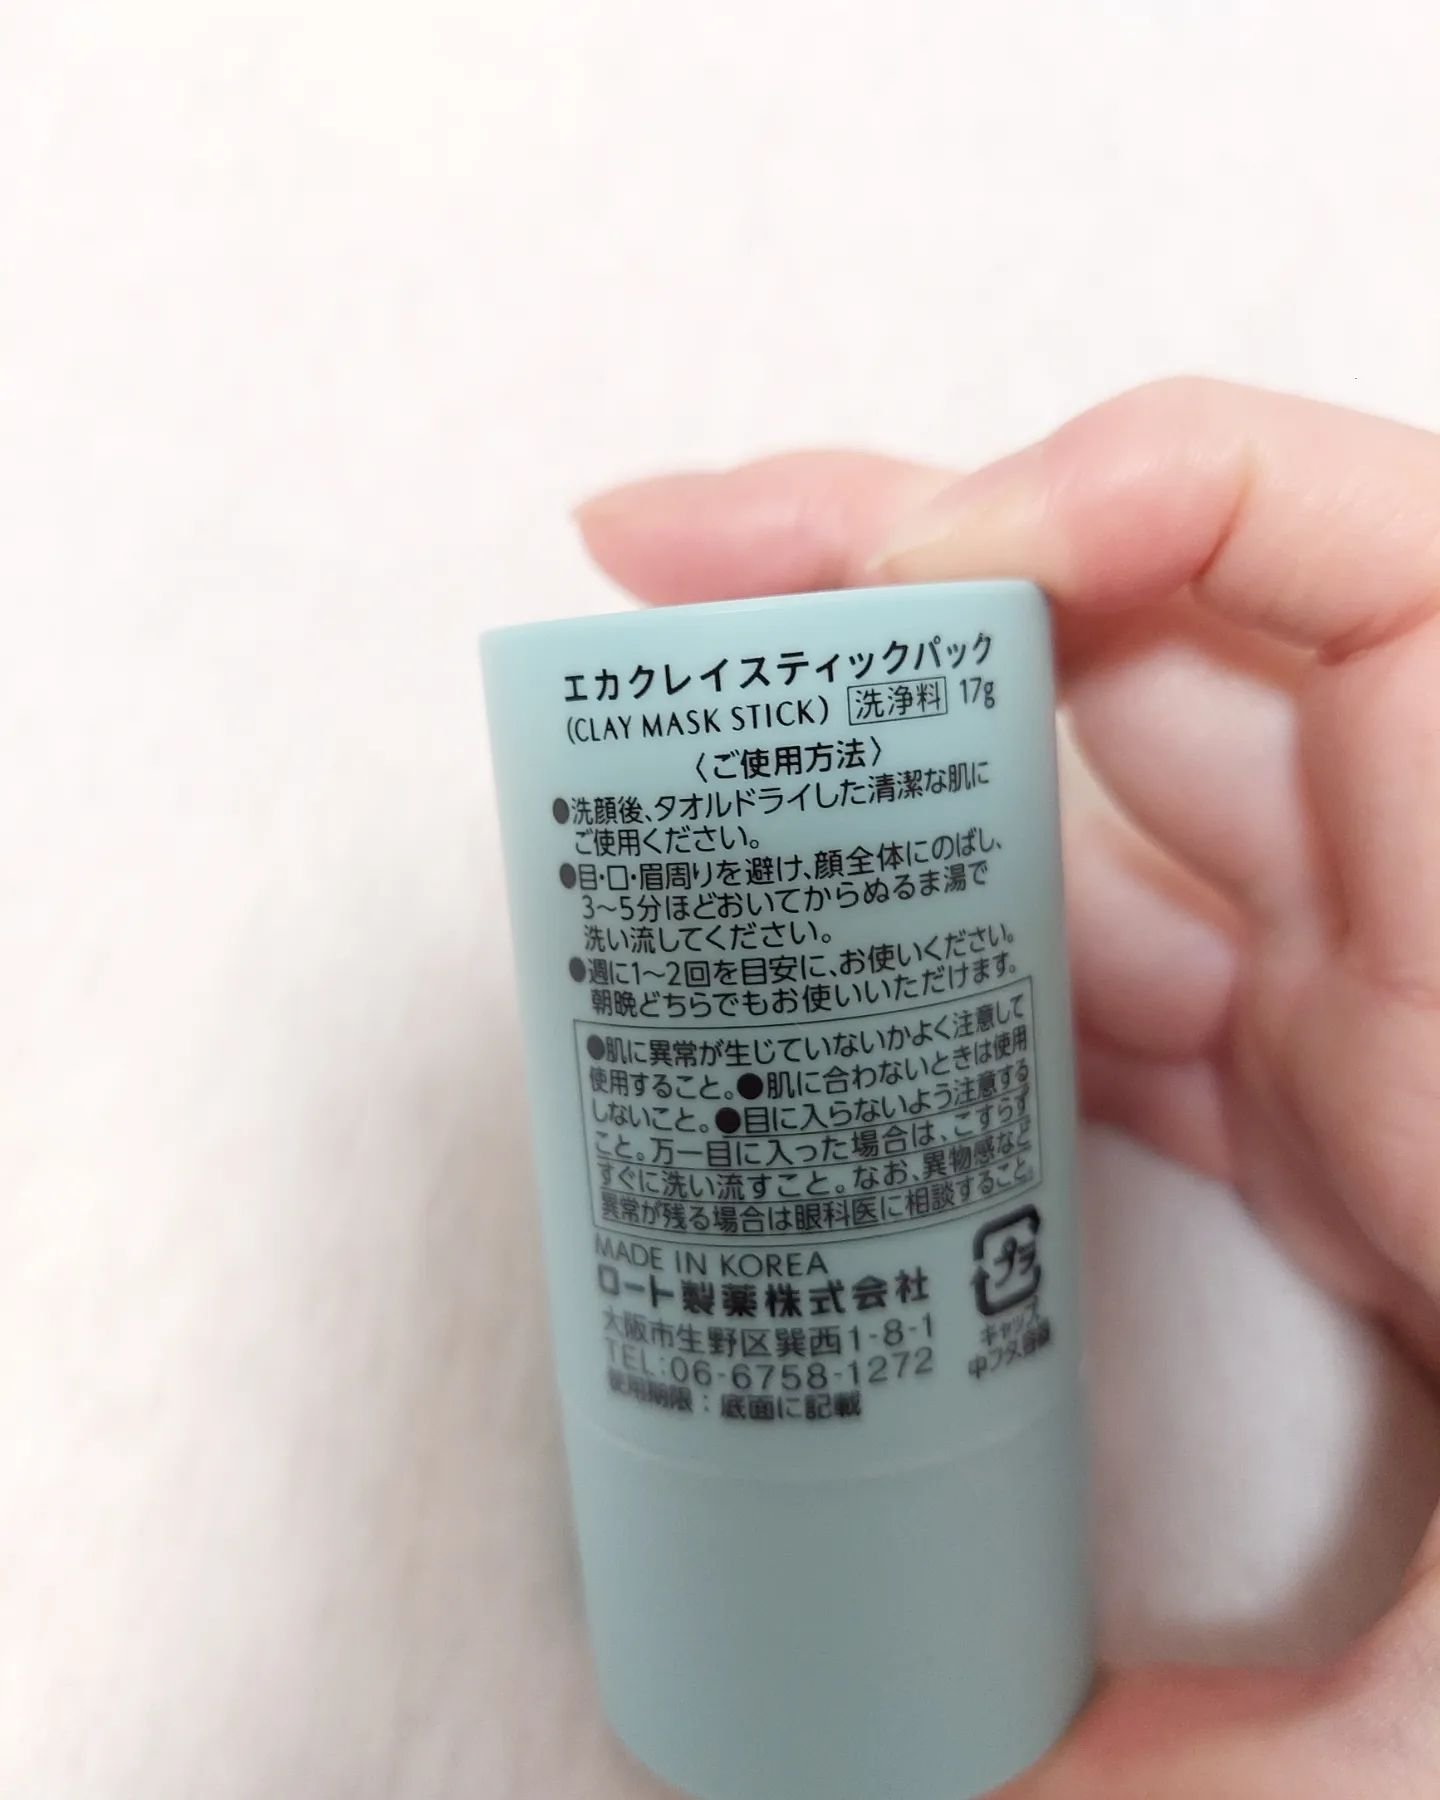 エカクレイスティックパック
(CLAY MASK STICK) 洗浄料 17g
〈ご使用方法〉
●洗顔後、タオルドライした清潔な肌に
ご使用ください。
●目・口・眉周りを避け、顔全体にのばし、
3〜5分ほどおいてからぬるま湯で
洗い流してください。
●週に1〜2回を目安に、お使いください。
朝晩どちらでもお使いいただけます。
●肌に異常が生じていないかよく注意して
使用すること。●肌に合わないときは使用
しないこと。●目に入らないよう注意する
こと。万一目に入った場合は、こすらず
すぐに洗い流すこと。なお、異物感など
異常が残る場合は眼科医に相談すること。
MADE IN KOREA
ロート製薬株式会社
大阪市生野区巽西1-8-1
TEL:06-6758-1272
使用期限：底面に記載
プラ
キャップ、
中フタ、容器